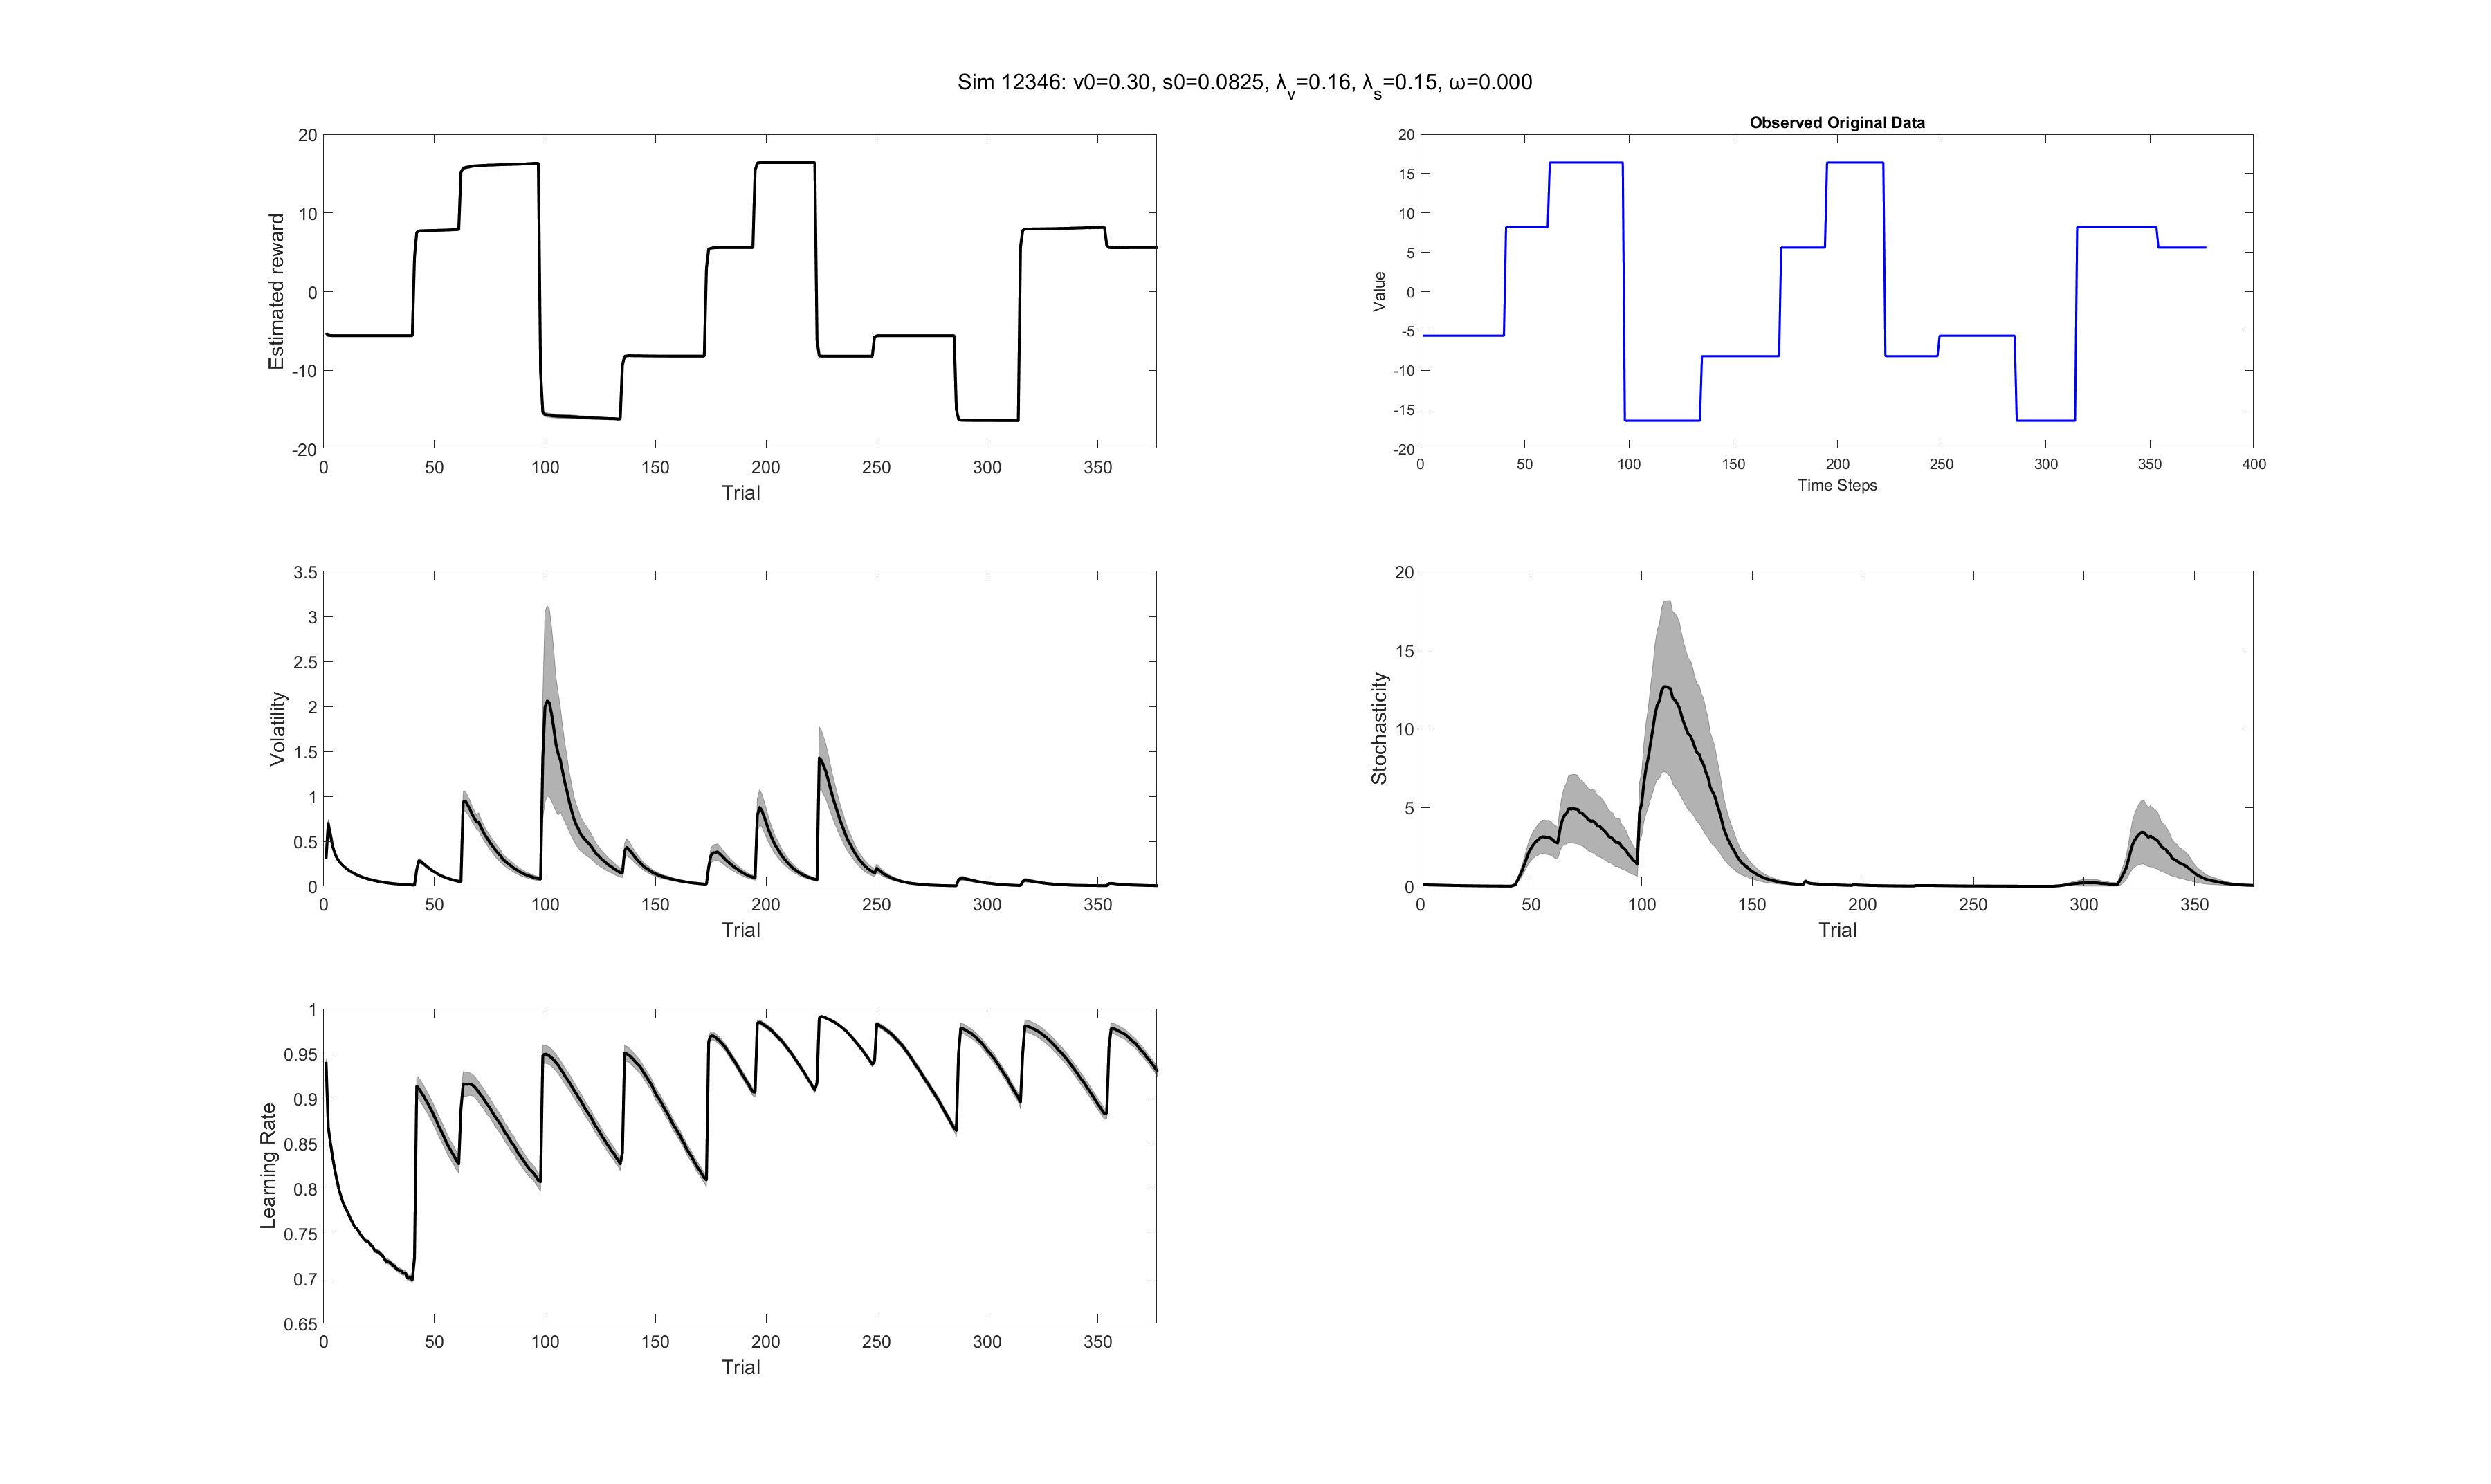 Sim 12346: v0=0.30, s0=0.0825, λv=0.16, λs=0.15, ω=0.000
20
10
0
-10
-20
Estimated reward
0 50 100 150 200 250 300 350
Trial
Observed Original Data
20
15
10
5
0
-5
-10
-15
-20
Value
0 50 100 150 200 250 300 350 400
Time Steps
3.5
3
2.5
2
1.5
1
0.5
0
Volatility
0 50 100 150 200 250 300 350
Trial
20
15
10
5
0
Stochasticity
0 50 100 150 200 250 300 350
Trial
1
0.95
0.9
0.85
0.8
0.75
0.7
0.65
Learning Rate
0 50 100 150 200 250 300 350
Trial